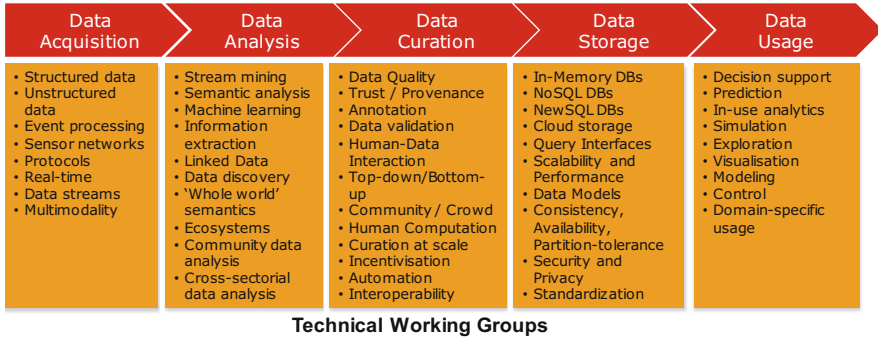 Data
Acquisition
Data
Analysis
Data
Curation
Data
Storage
Data
Usage
• Structured data
• Unstructured
data
• Event processing
• Sensor networks
• Protocols
• Real-time
• Data streams
• Multimodality
• Stream mining
• Semantic analysis
• Machine learning
• Information
extraction
• Linked Data
• Data discovery
• ‘Whole world’
semantics
• Ecosystems
• Community data
analysis
• Cross-sectorial
data analysis
• Data Quality
• Trust / Provenance
• Annotation
• Data validation
• Human-Data
Interaction
• Top-down/Bottom-
up
• Community / Crowd
• Human Computation
• Curation at scale
• Incentivisation
• Automation
• Interoperability
• In-Memory DBs
• NoSQL DBs
• NewSQL DBs
• Cloud storage
• Query Interfaces
• Scalability and
Performance
• Data Models
• Consistency,
Availability,
Partition-tolerance
• Security and
Privacy
• Standardization
• Decision support
• Prediction
• In-use analytics
• Simulation
• Exploration
• Visualisation
• Modeling
• Control
• Domain-specific
usage
Technical Working Groups